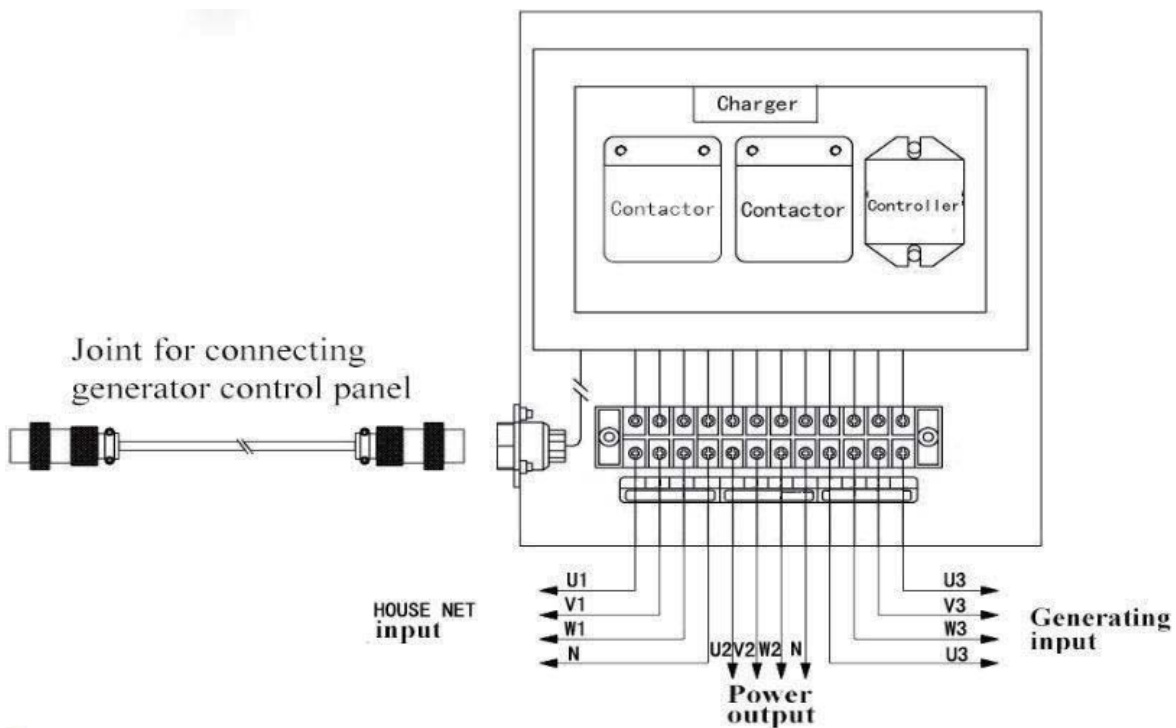 Charger
Contactor
Contactor
Controller
Joint for connecting
generator control panel
HOUSE NET
input
U1
V1
W1
N
U2
V2
W2
N
Power
output
U3
V3
W3
U3
Generating
input